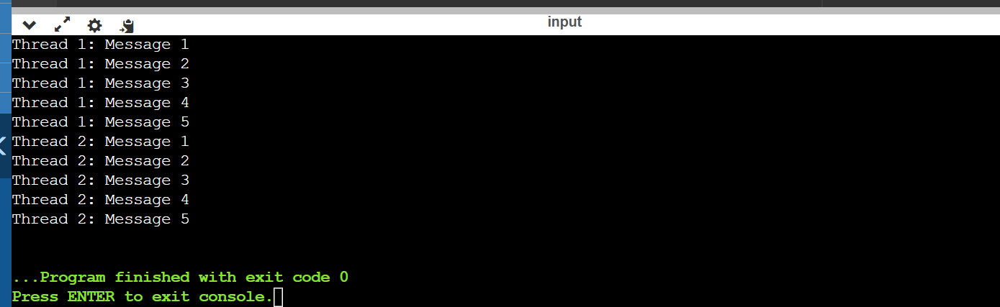 input
Thread 1: Message 1
Thread 1: Message 2
Thread 1: Message 3
Thread 1: Message 4
Thread 1: Message 5
Thread 2: Message 1
Thread 2: Message 2
Thread 2: Message 3
Thread 2: Message 4
Thread 2: Message 5
...Program finished with exit code 0
Press ENTER to exit console.